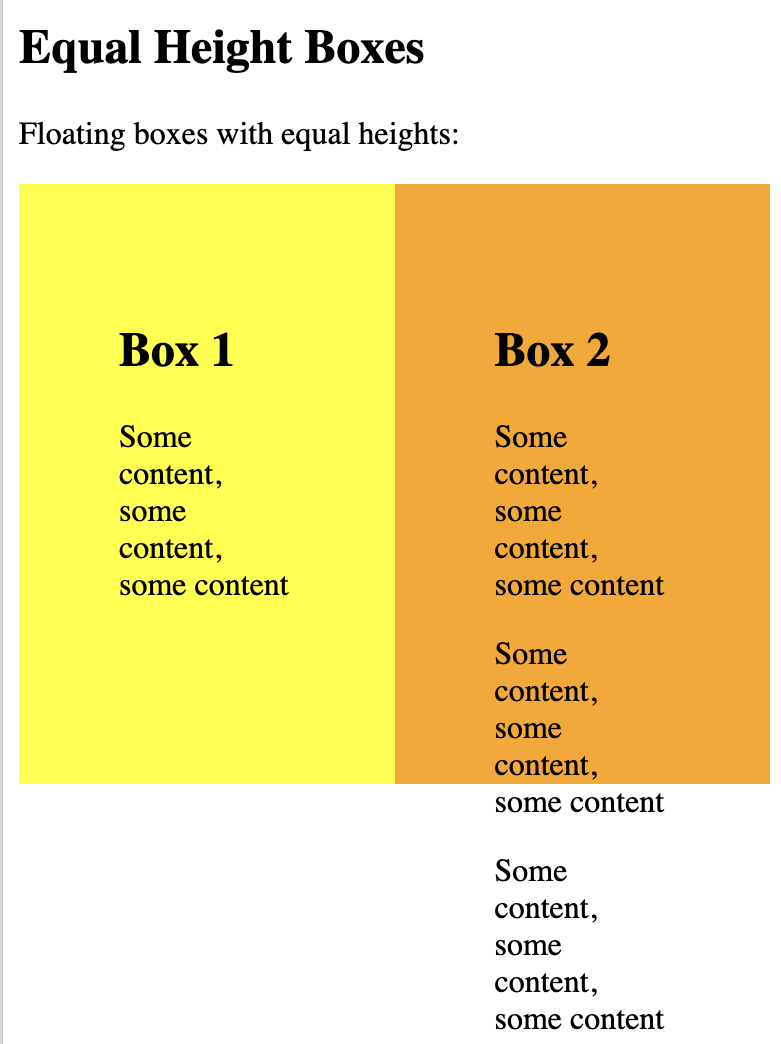 Equal Height Boxes
Floating boxes with equal heights:
Box 1
Some
content,
some
content,
some content
Box 2
Some
content,
some
content,
some content
Some
content,
some
content,
some content
Some
content,
some
content,
some content